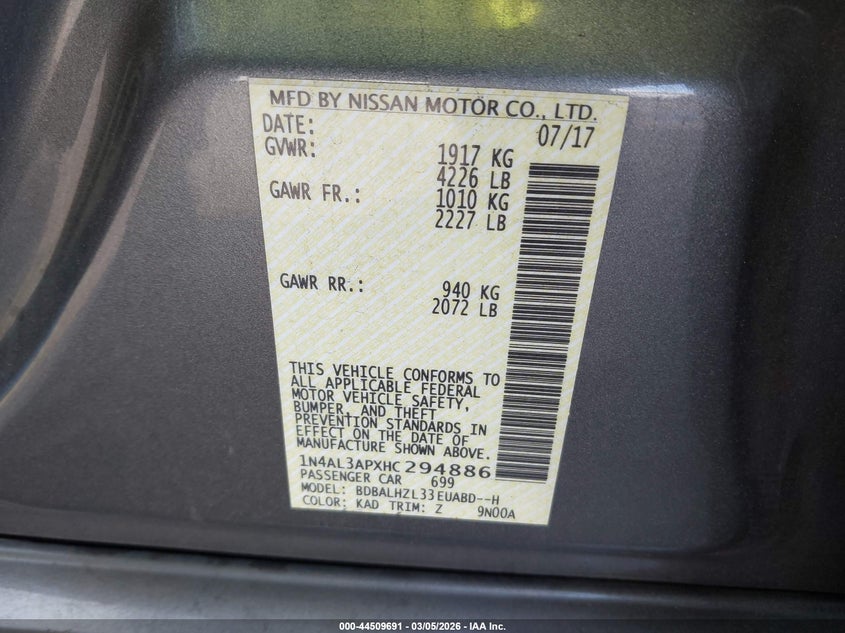 MFD BY NISSAN MOTOR CO., LTD.
DATE: 07/17
GVWR: 1917 KG
4226 LB
GAWR FR.: 1010 KG
2227 LB
GAWR RR.: 940 KG
2072 LB
THIS VEHICLE CONFORMS TO
ALL APPLICABLE FEDERAL
MOTOR VEHICLE SAFETY,
BUMPER, AND THEFT
PREVENTION STANDARDS IN
EFFECT ON THE DATE OF
MANUFACTURE SHOWN ABOVE.
1N4AL3APXHC294886
PASSENGER CAR 699
MODEL: BDBALHZL33EUABD--H
COLOR: KAD TRIM: Z 9N00A
000-44509691 - 03/05/2026 - IAA Inc.